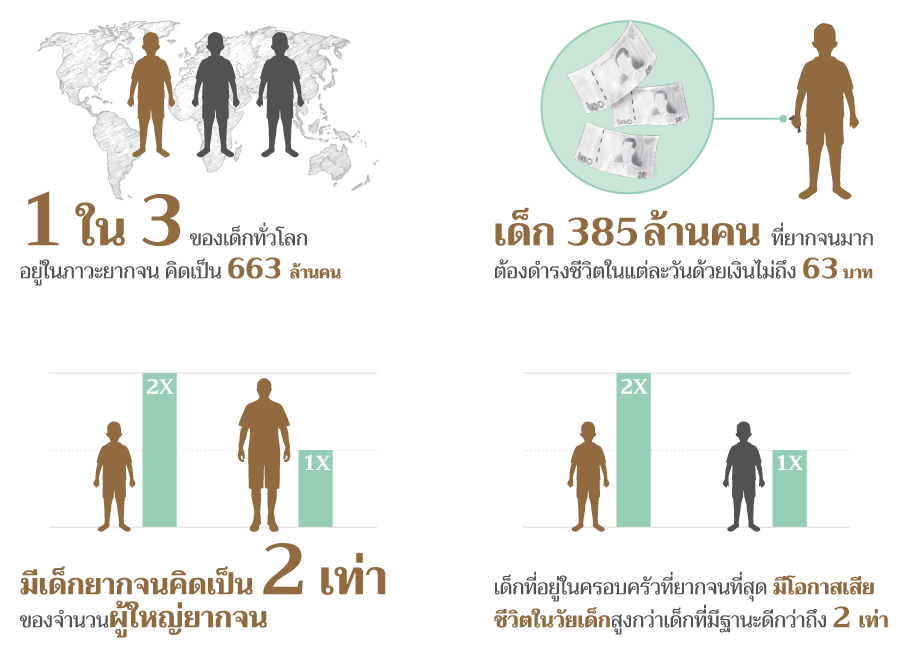 1 ใน 3 ของเด็กทั่วโลก
อยู่ในภาวะยากจน คิดเป็น 663 ล้านคน
เด็ก 385 ล้านคน ที่ยากจนมาก
ต้องดำรงชีวิตในแต่ละวันด้วยเงินไม่ถึง 63 บาท
2X
1X
มีเด็กยากจนคิดเป็น 2 เท่า
ของจำนวนผู้ใหญ่ยากจน
2X
1X
เด็กที่อยู่ในครอบครัวที่ยากจนที่สุด มีโอกาสเสีย
ชีวิตในวัยเด็กสูงกว่าเด็กที่มีฐานะดีกว่าถึง 2 เท่า